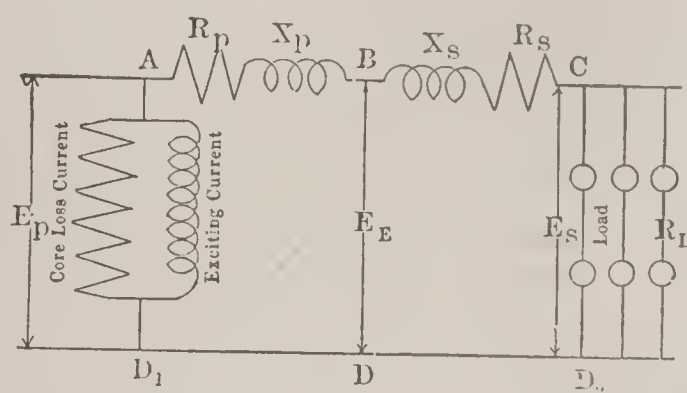 A Rp Xp B Xs Rs C
Ep
Core Loss Current
Exciting Current
EE
Es
Load
RL
D1 D D